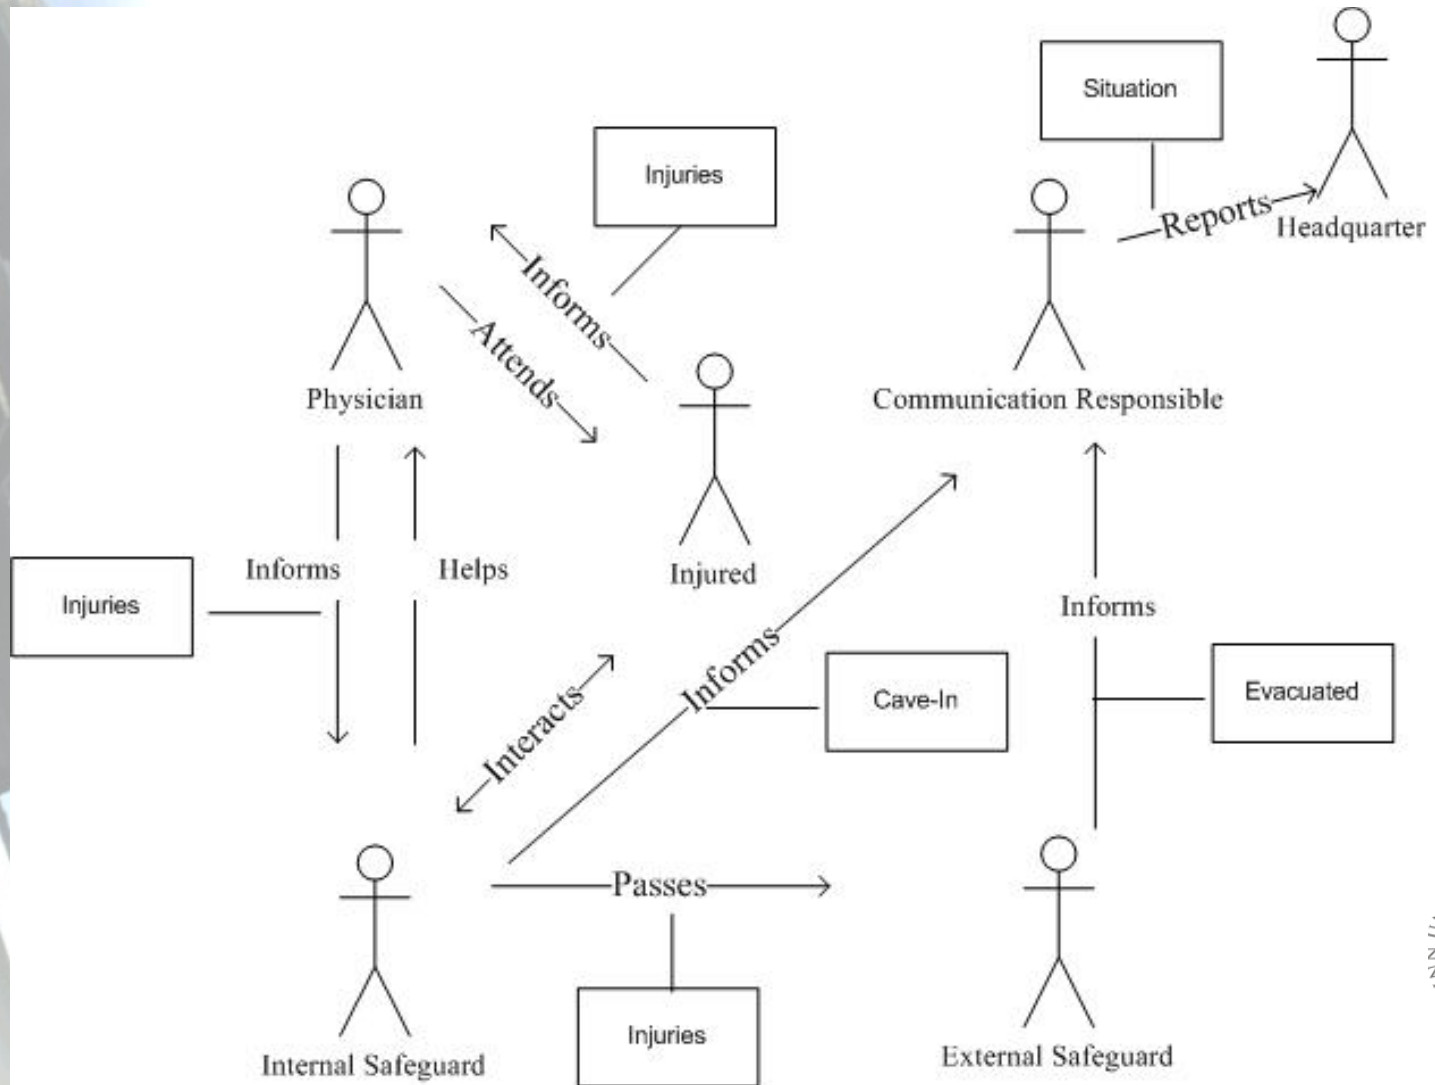 Situation
Injuries
Reports
Headquarter
Informs
Attends
Physician
Communication Responsible
Injured
Informs
Helps
Injuries
Informs
Informs
Interacts
Cave-In
Evacuated
Passes
Injuries
Internal Safeguard
External Safeguard